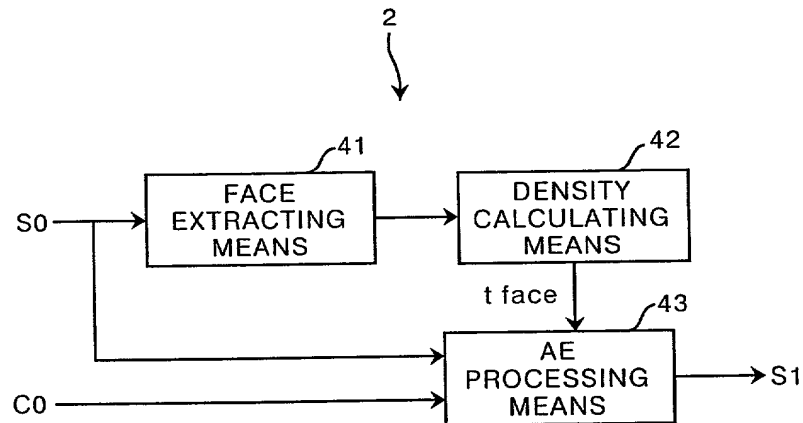 2
41
42
FACE
EXTRACTING
MEANS
DENSITY
CALCULATING
MEANS
S0
t face
43
AE
PROCESSING
MEANS
S1
C0